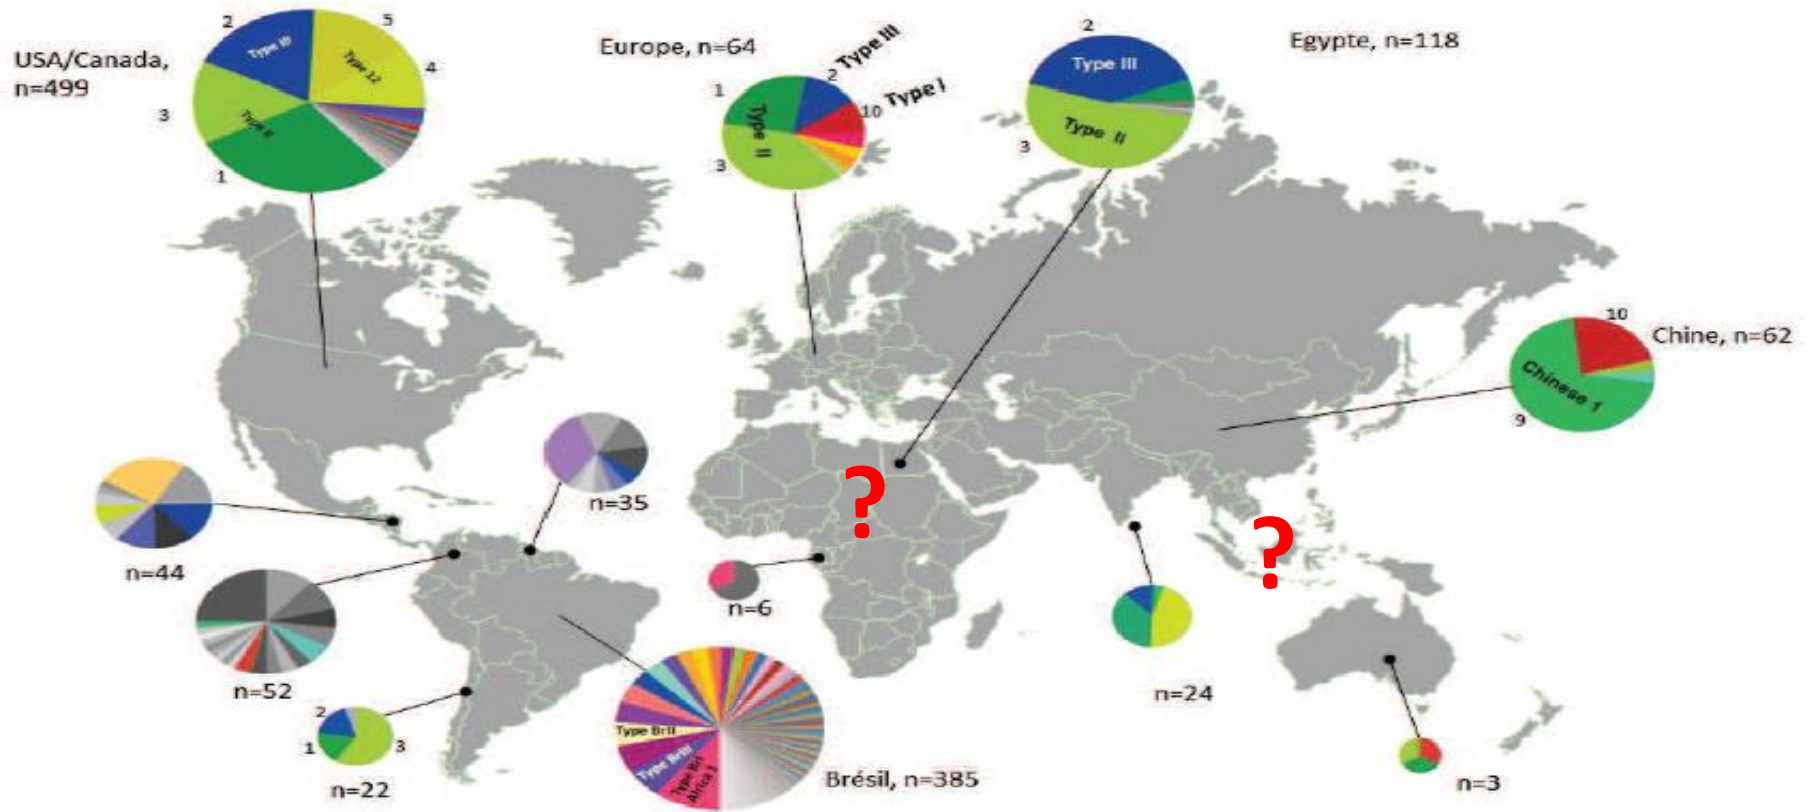 USA/Canada,
n=499
2
5
4
3
1
Type III
Type 12
Type II
Europe, n=64
Type III
Type I
Type II
1
2
10
3
Egypte, n=118
2
Type III
Type II
3
10
Chine, n=62
Chinese 1
9
?
?
n=35
n=44
n=52
n=6
n=24
2
1
3
n=22
Type BrII
Type BrIII
Type BrI
Africa 1
Brésil, n=385
n=3